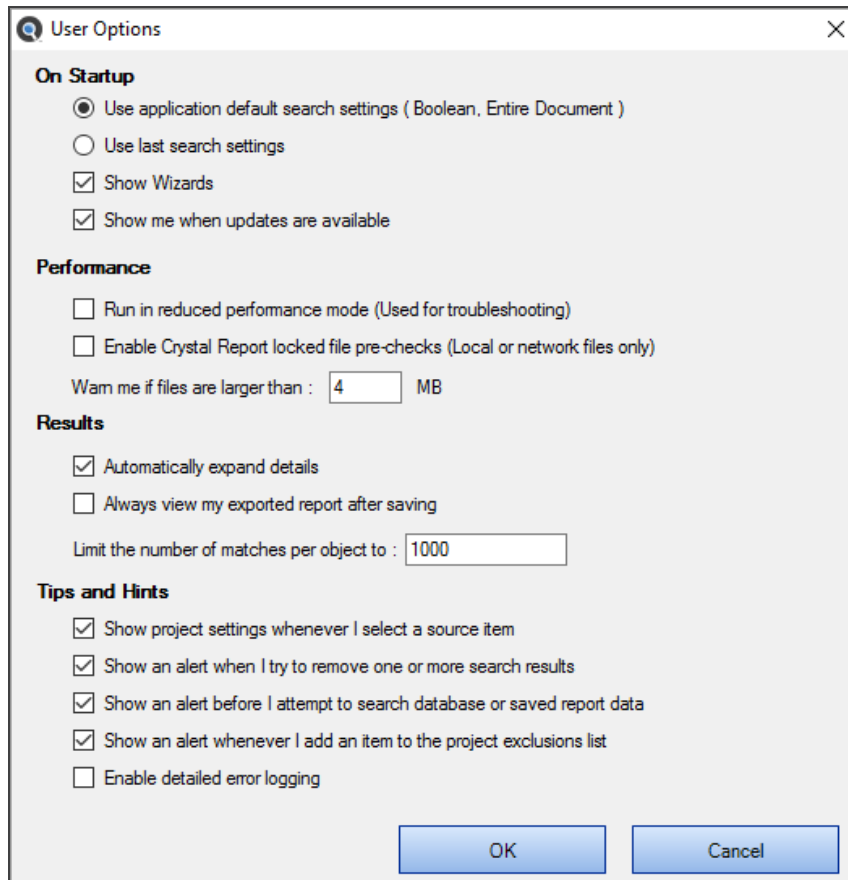 User Options
On Startup
Use application default search settings ( Boolean, Entire Document )
Use last search settings
Show Wizards
Show me when updates are available
Performance
Run in reduced performance mode (Used for troubleshooting)
Enable Crystal Report locked file pre-checks (Local or network files only)
Warn me if files are larger than : 4 MB
Results
Automatically expand details
Always view my exported report after saving
Limit the number of matches per object to : 1000
Tips and Hints
Show project settings whenever I select a source item
Show an alert when I try to remove one or more search results
Show an alert before I attempt to search database or saved report data
Show an alert whenever I add an item to the project exclusions list
Enable detailed error logging
OK Cancel